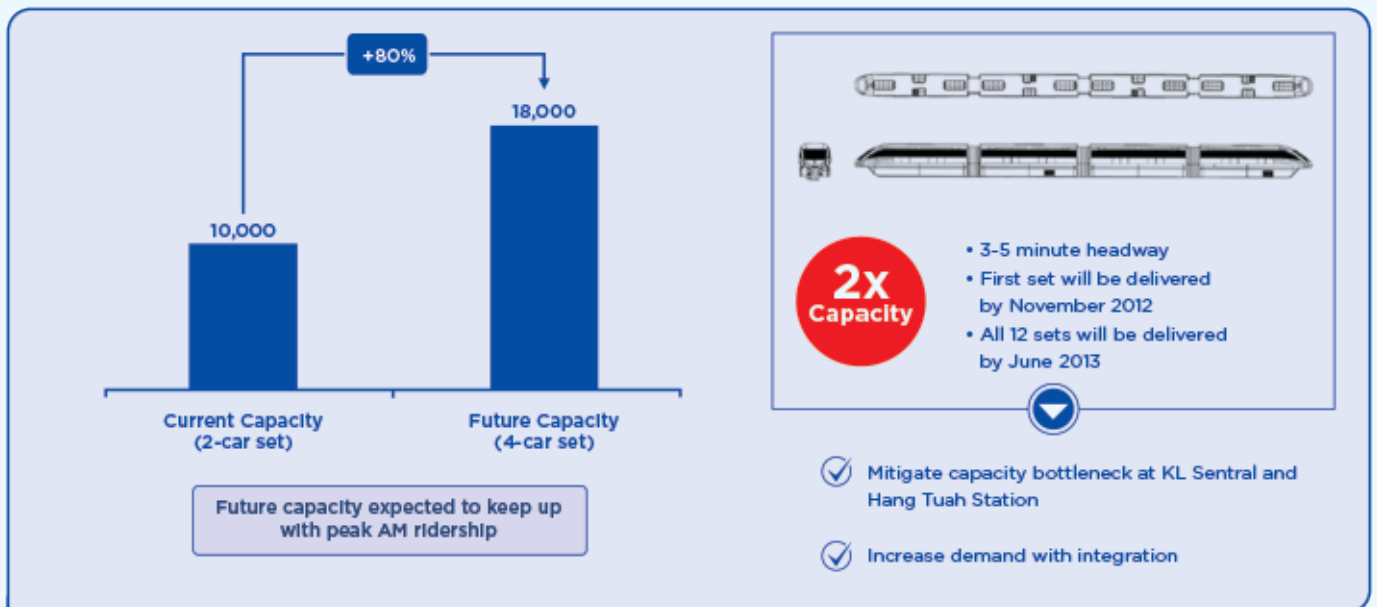 +80%
18,000
10,000
Current Capacity
(2-car set)
Future Capacity
(4-car set)
Future capacity expected to keep up
with peak AM ridership
2x
Capacity
• 3-5 minute headway
• First set will be delivered
by November 2012
• All 12 sets will be delivered
by June 2013
Mitigate capacity bottleneck at KL Sentral and
Hang Tuah Station
Increase demand with integration